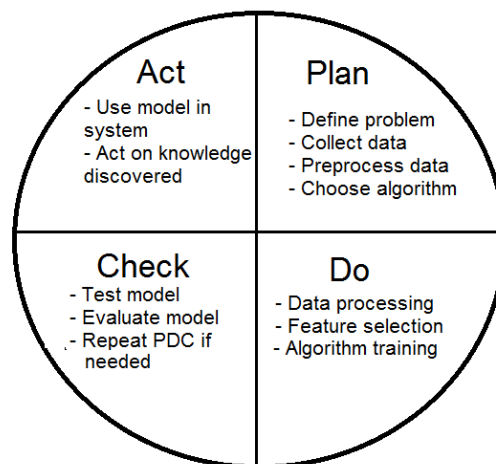 Act
- Use model in
system
- Act on knowledge
discovered
Plan
- Define problem
- Collect data
- Preprocess data
- Choose algorithm
Check
- Test model
- Evaluate model
- Repeat PDC if
needed
Do
- Data processing
- Feature selection
- Algorithm training